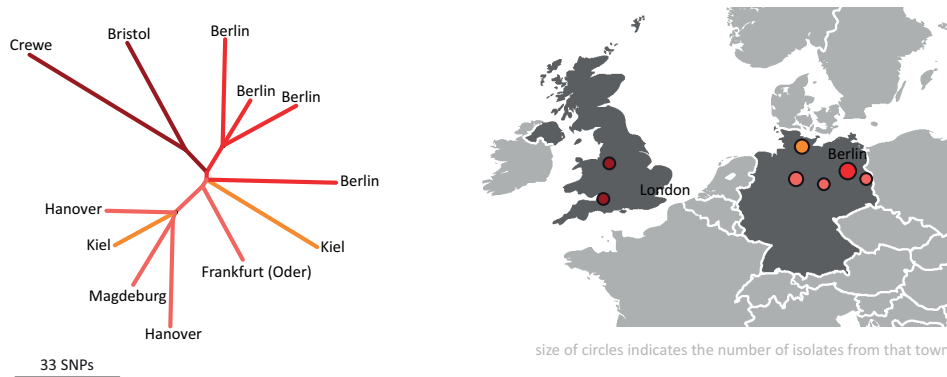 Crewe
Bristol
Berlin
Berlin
Berlin
Berlin
Hanover
Kiel
Kiel
Frankfurt (Oder)
Magdeburg
Hanover
33 SNPs
Berlin
London
size of circles indicates the number of isolates from that town